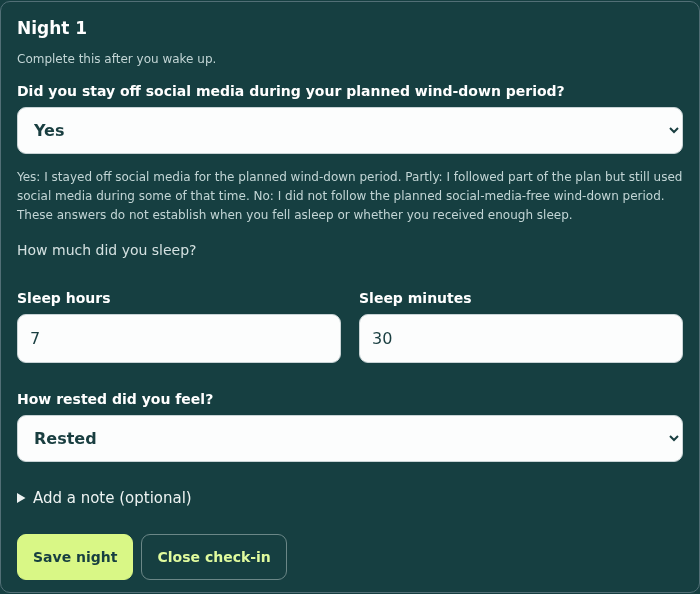 Night 1
Complete this after you wake up.
Did you stay off social media during your planned wind-down period?
Yes
Yes: I stayed off social media for the planned wind-down period. Partly: I followed part of the plan but still used
social media during some of that time. No: I did not follow the planned social-media-free wind-down period.
These answers do not establish when you fell asleep or whether you received enough sleep.
How much did you sleep?
Sleep hours Sleep minutes
7 30
How rested did you feel?
Rested
Add a note (optional)
Save night Close check-in